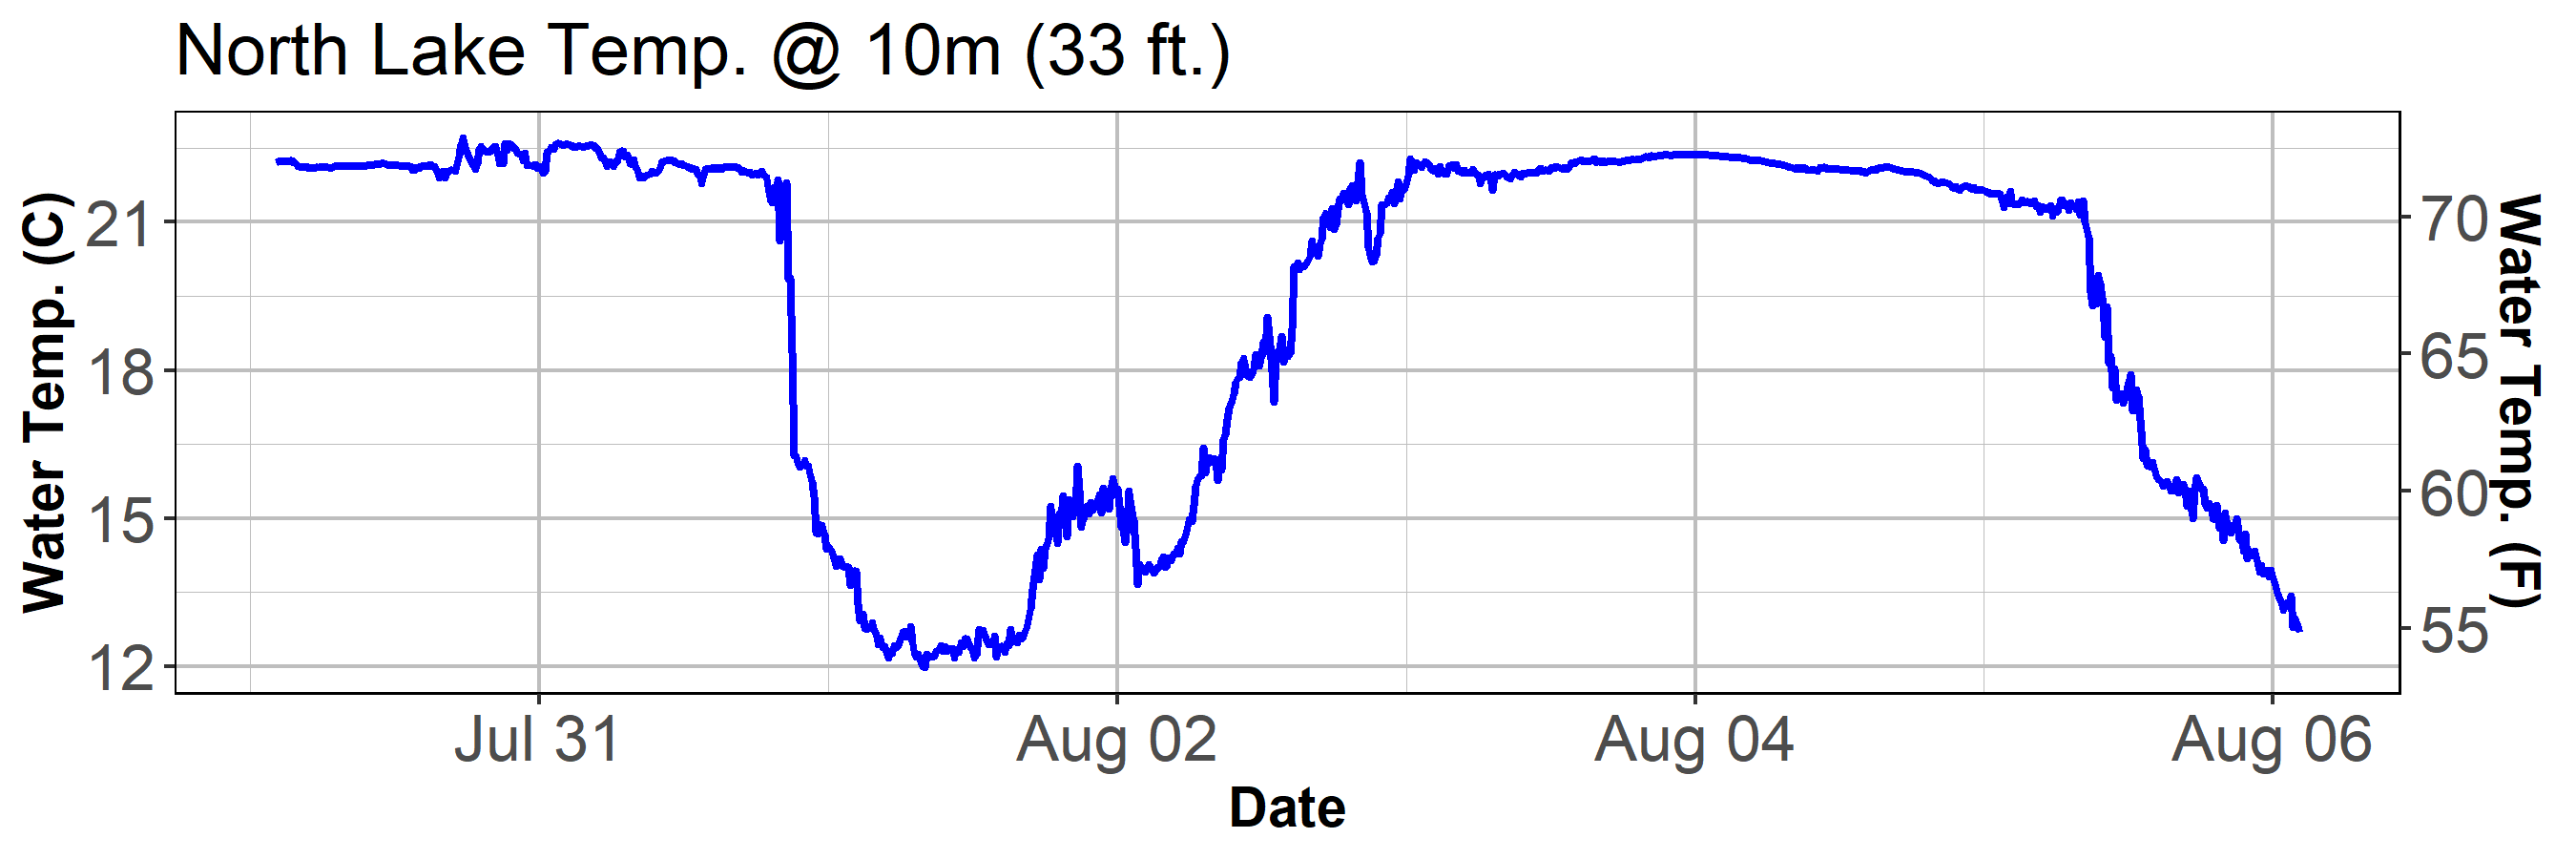 North Lake Temp. @ 10m (33 ft.)
Water Temp. (C)
21
18
15
12
70
65
60
55
Water Temp. (F)
Jul 31
Aug 02
Aug 04
Aug 06
Date